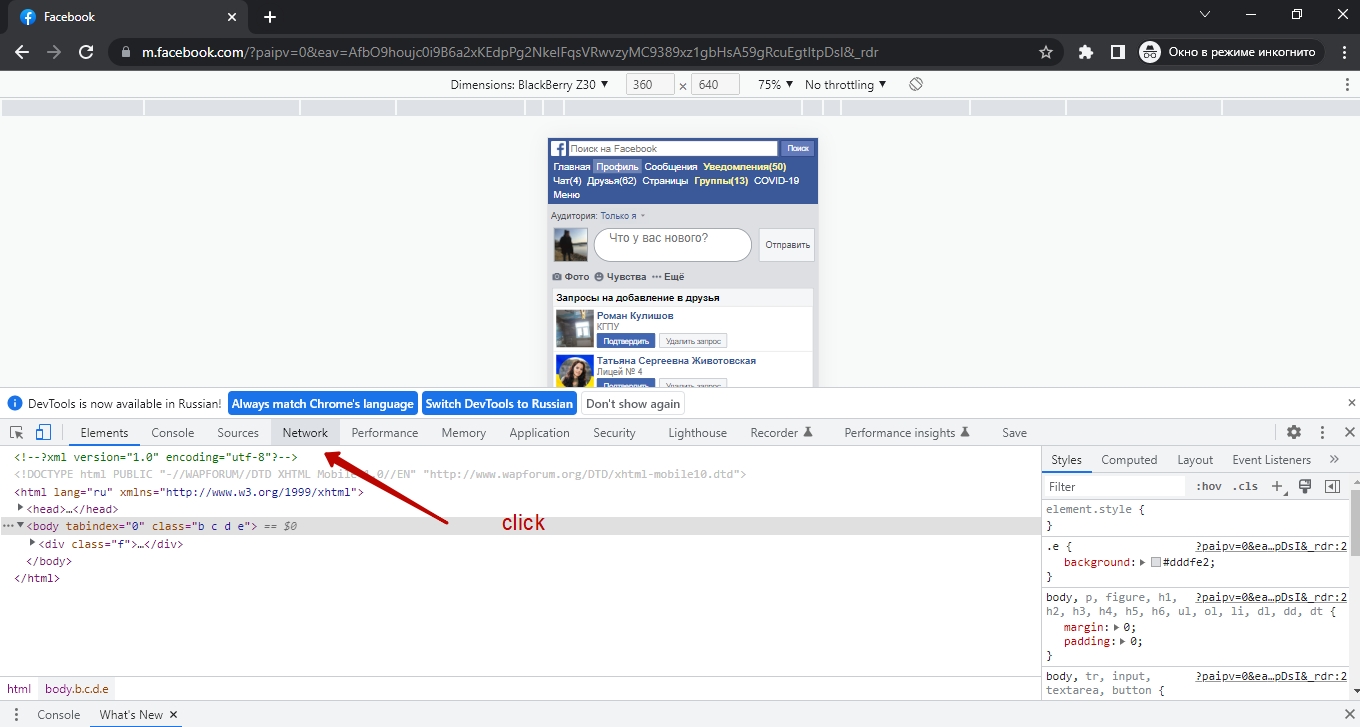 Facebook
m.facebook.com/?paipv=0&eav=AfbO9houjc0i9B6a2xKEdpPg2NkelFqsVRwvzyMC9389xz1gbHsA59gRcuEgtItpDsI&_rdr
Окно в режиме инкогнито
Dimensions: BlackBerry Z30 ▼ 360 × 640 75% ▼ No throttling ▼
Поиск на Facebook Поиск
Главная Профиль Сообщения Уведомления(50)
Чат(4) Друзья(62) Страницы Группы(13) COVID-19
Меню
Аудитория: Только я
Что у вас нового? Отправить
Фото Чувства ··· Ещё
Запросы на добавление в друзья
Роман Кулишов
КГПУ
Подтвердить Удалить запрос
Татьяна Сергеевна Животовская
Лицей № 4
Подтвердить Удалить запрос
DevTools is now available in Russian! Always match Chrome's language Switch DevTools to Russian Don't show again
Elements Console Sources Network Performance Memory Application Security Lighthouse Recorder Performance insights Save
<!--?xml version="1.0" encoding="utf-8"?-->
<!DOCTYPE html PUBLIC "-//WAPFORUM//DTD XHTML Mobile 1.0//EN" "http://www.wapforum.org/DTD/xhtml-mobile10.dtd">
<html lang="ru" xmlns="http://www.w3.org/1999/xhtml">
<head>…</head>
<body tabindex="0" class="b c d e"> == $0
<div class="f">…</div>
</body>
</html>
click
html body.b.c.d.e
Styles Computed Layout Event Listeners »
Filter :hov .cls +
element.style {
}
.e { ?paipv=0&ea…pDsI&_rdr:2
background: #dddfe2;
}
body, p, figure, h1, ?paipv=0&ea…pDsI&_rdr:2
h2, h3, h4, h5, h6, ul, ol, li, dl, dd, dt {
margin: 0;
padding: 0;
}
body, tr, input, ?paipv=0&ea…pDsI&_rdr:2
textarea, button {
Console What's New